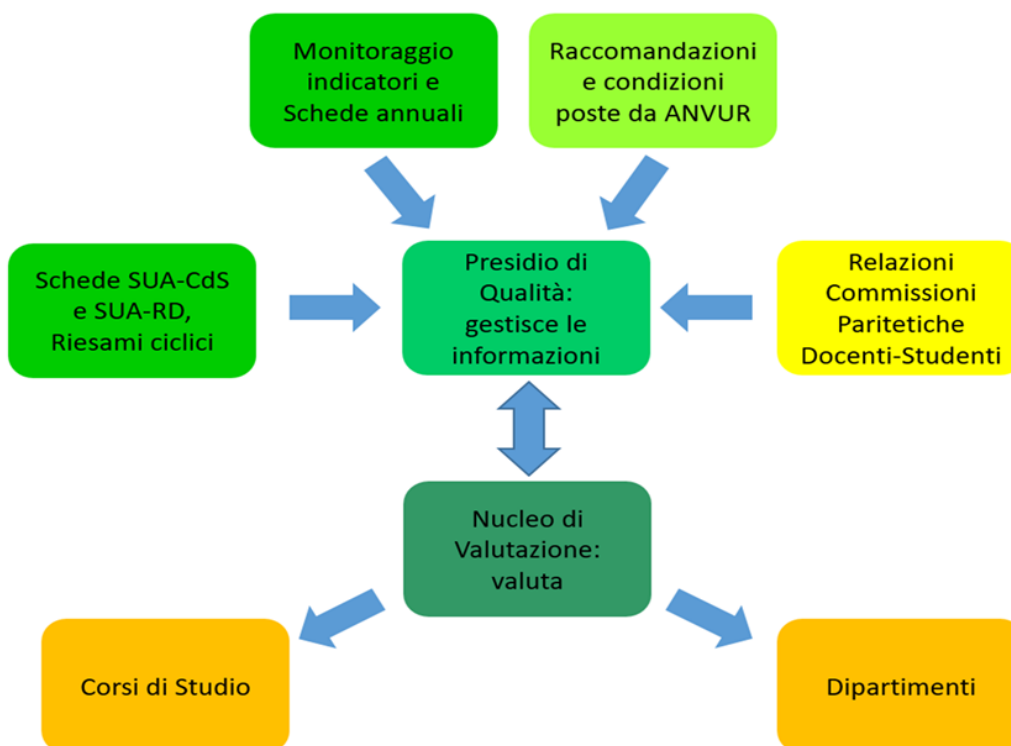 Monitoraggio
indicatori e
Schede annuali
Raccomandazioni
e condizioni
poste da ANVUR
Schede SUA-CdS
e SUA-RD,
Riesami ciclici
Presidio di
Qualità:
gestisce le
informazioni
Relazioni
Commissioni
Paritetiche
Docenti-Studenti
Nucleo di
Valutazione:
valuta
Corsi di Studio
Dipartimenti